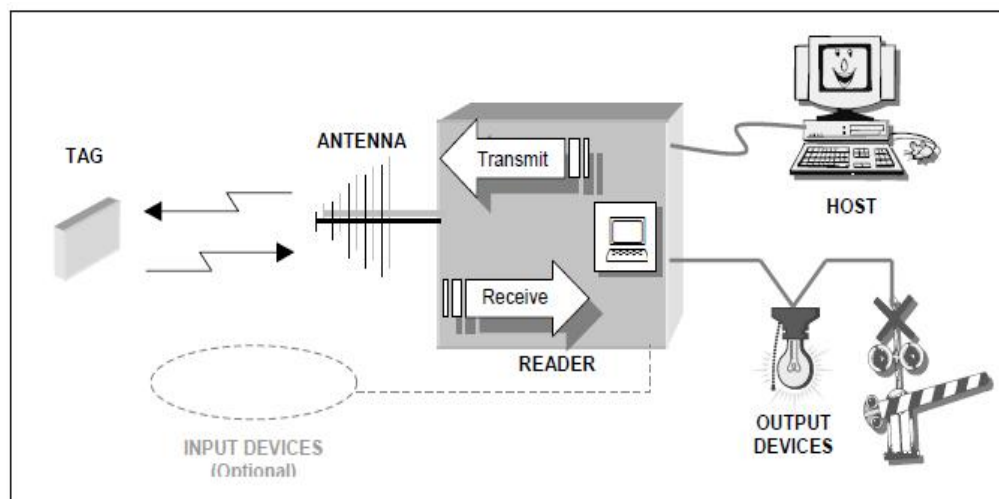 TAG
ANTENNA
Transmit
HOST
Receive
READER
INPUT DEVICES
(Optional)
OUTPUT
DEVICES